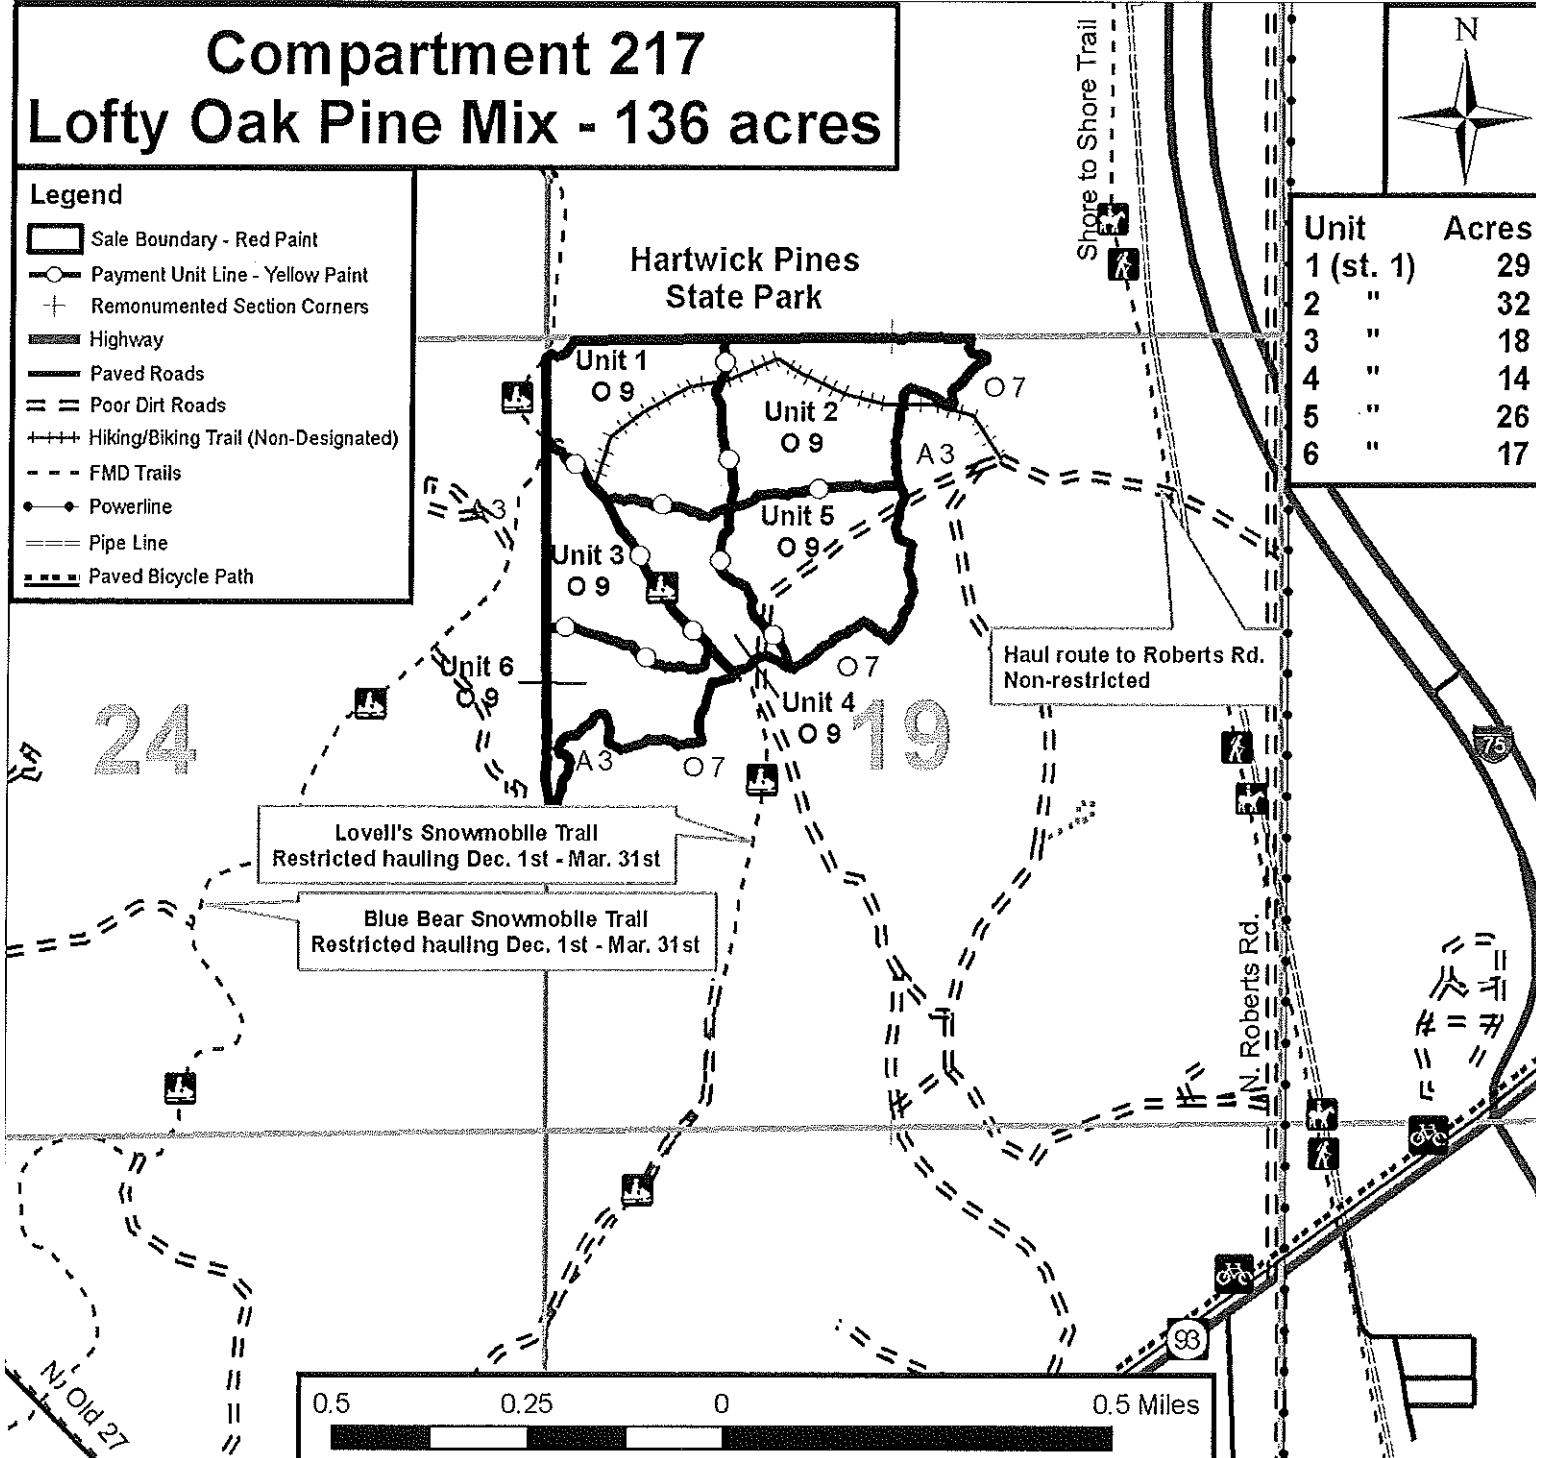 Compartment 217
Lofty Oak Pine Mix - 136 acres
N
Legend
Sale Boundary - Red Paint
Payment Unit Line - Yellow Paint
Remonumented Section Corners
Highway
Paved Roads
Poor Dirt Roads
Hiking/Biking Trail (Non-Designated)
FMD Trails
Powerline
Pipe Line
Paved Bicycle Path
Unit Acres
1 (st. 1) 29
2 " 32
3 " 18
4 " 14
5 " 26
6 " 17
Shore to Shore Trail
Hartwick Pines
State Park
Unit 1
O 9
Unit 2
O 9
O 7
A 3
A 3
Unit 5
O 9
Unit 3
O 9
Unit 6
O 9
O 7
Unit 4
O 9
A 3
O 7
24
19
Haul route to Roberts Rd.
Non-restricted
75
Lovell's Snowmobile Trail
Restricted hauling Dec. 1st - Mar. 31st
Blue Bear Snowmobile Trail
Restricted hauling Dec. 1st - Mar. 31st
N. Roberts Rd.
93
N Old 27
0.5 0.25 0 0.5 Miles